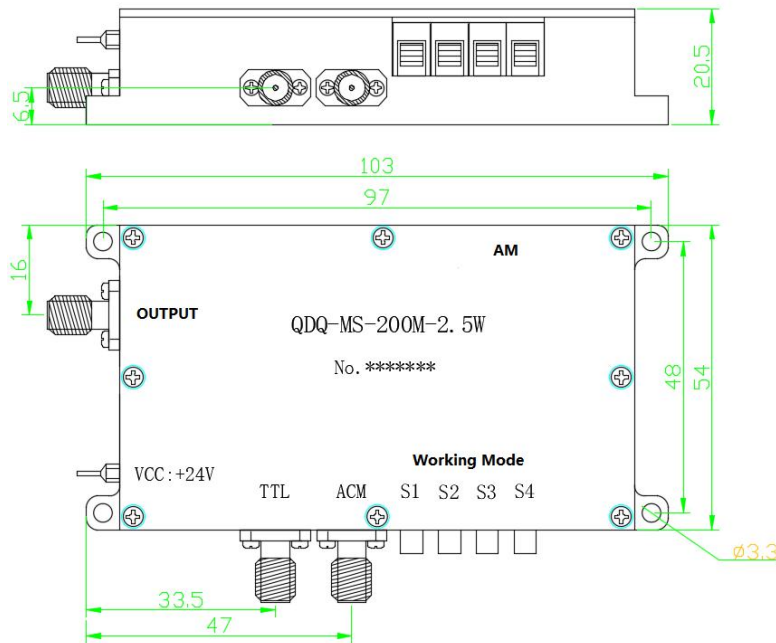 20.5
6.5
103
97
16
AM
OUTPUT
QDQ-MS-200M-2.5W
No.*******
48
54
Working Mode
VCC:+24V
TTL ACM S1 S2 S3 S4
ø3.3
33.5
47